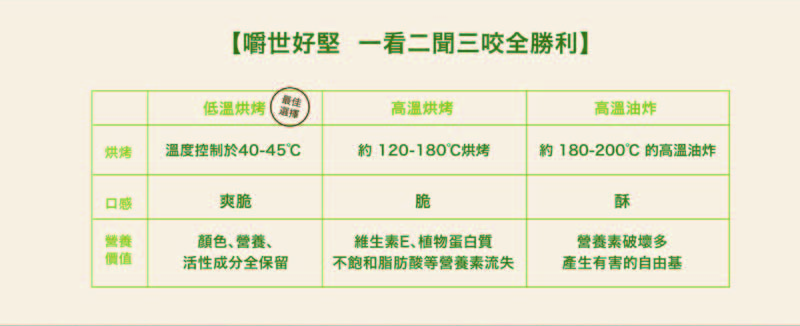 【嚼世好堅 一看二聞三咬全勝利】
低溫烘烤 最佳選擇 高溫烘烤 高溫油炸
烘烤 溫度控制於40-45℃ 約 120-180℃烘烤 約 180-200℃ 的高溫油炸
口感 爽脆 脆 酥
營養價值 顏色、營養、 維生素E、植物蛋白質 營養素破壞多
活性成分全保留 不飽和脂肪酸等營養素流失 產生有害的自由基